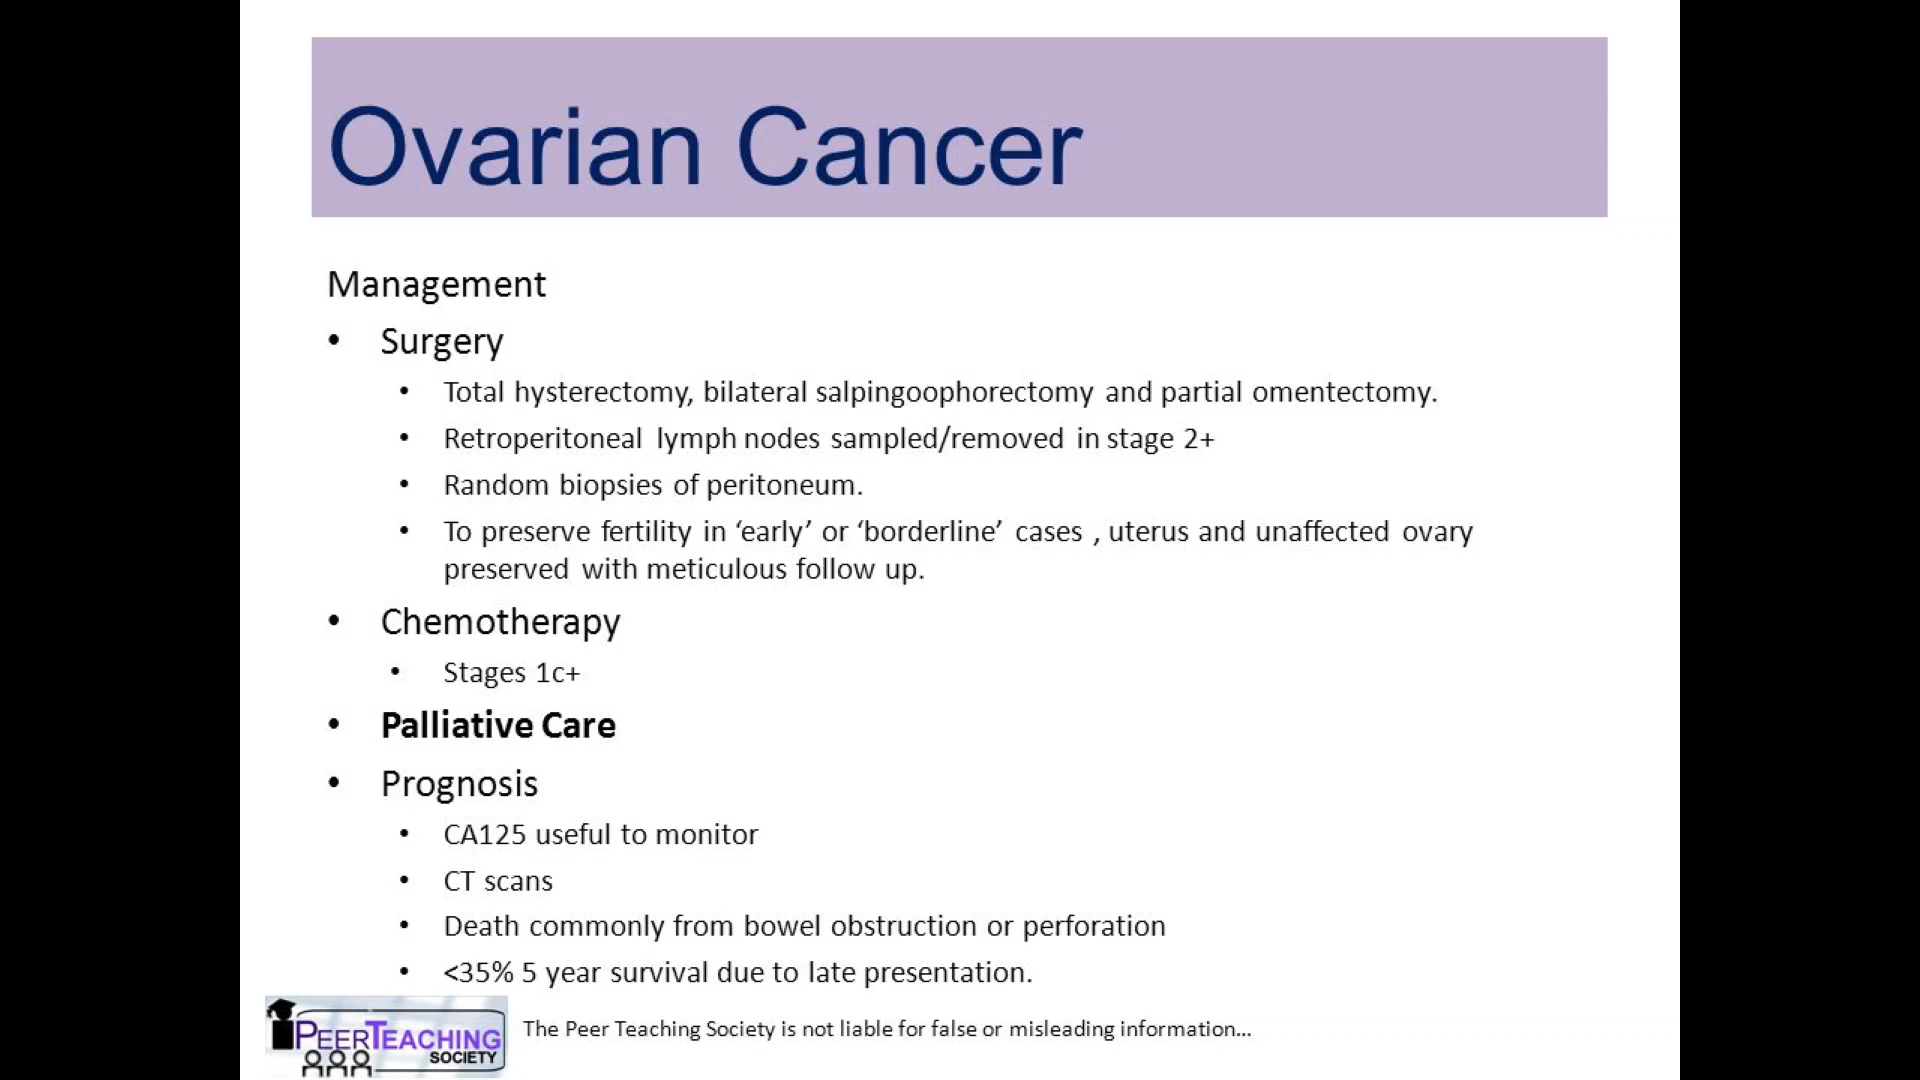 Ovarian Cancer
Management
• Surgery
• Total hysterectomy, bilateral salpingoophorectomy and partial omentectomy.
• Retroperitoneal lymph nodes sampled/removed in stage 2+
• Random biopsies of peritoneum.
• To preserve fertility in ‘early’ or ‘borderline’ cases , uterus and unaffected ovary
preserved with meticulous follow up.
• Chemotherapy
• Stages 1c+
• Palliative Care
• Prognosis
• CA125 useful to monitor
• CT scans
• Death commonly from bowel obstruction or perforation
• <35% 5 year survival due to late presentation.
PEERTEACHING
SOCIETY
The Peer Teaching Society is not liable for false or misleading information...